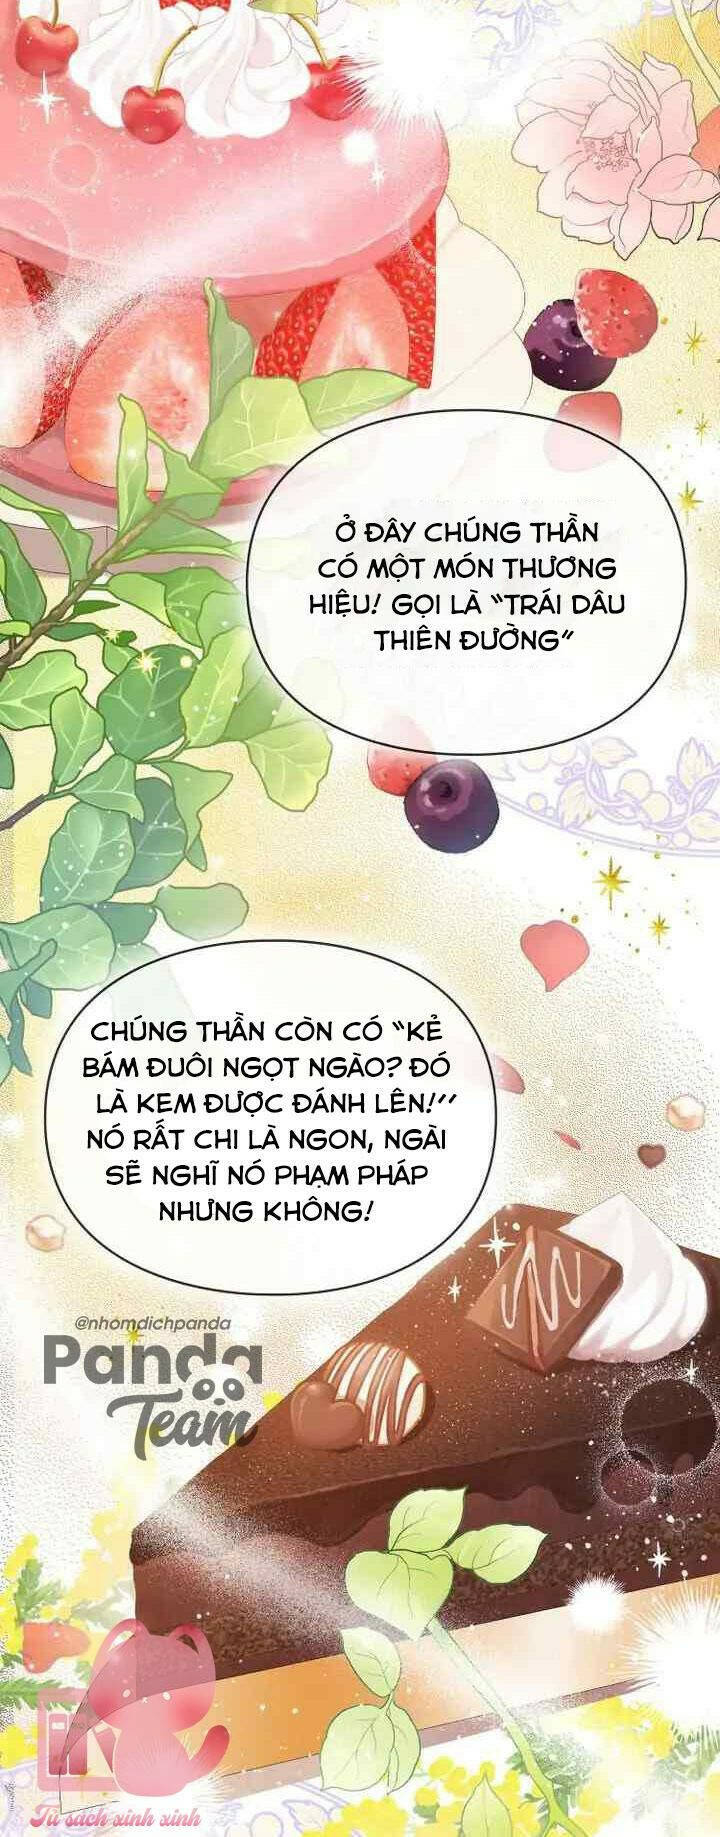 Ở ĐÂY CHÚNG THẦN
CÓ MỘT MÓN THƯƠNG
HIỆU! GỌI LÀ "TRÁI DÂU
THIÊN ĐƯỜNG"
CHÚNG THẦN CÒN CÓ "KẺ
BÁM ĐUÔI NGỌT NGÀO? ĐÓ
LÀ KEM ĐƯỢC ĐÁNH LÊN!''
NÓ RẤT CHI LÀ NGON, NGÀI
SẼ NGHĨ NÓ PHẠM PHÁP
NHƯNG KHÔNG!
@nhomdichpanda
Panda
Team
Tủ sách xinh xinh